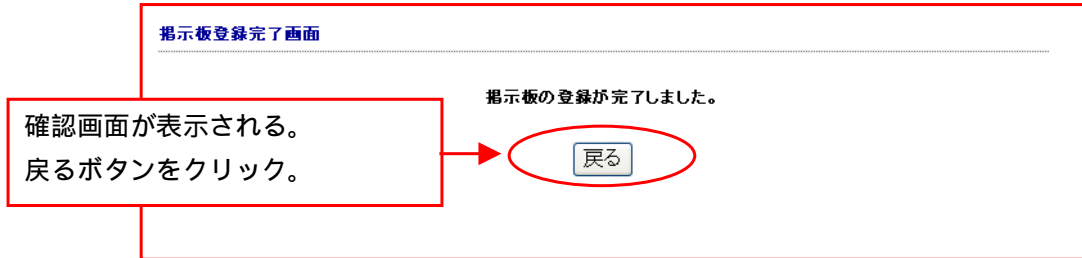 掲示板登録完了画面
掲示板の登録が完了しました。
確認画面が表示される。
戻るボタンをクリック。
戻る